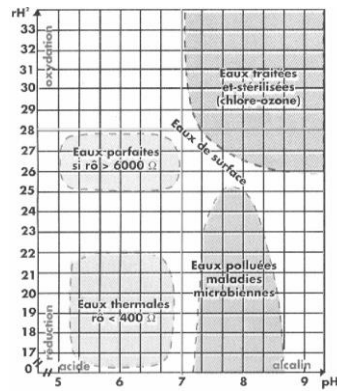 rH²
oxydation
33
32
31
30
29
28
27
26
25
22
21
20
19
18
17
0
réduction
Eaux traitées
et stérilisées
(chlore-ozone)
Eaux de surface
Eaux parfaites
si rô > 6000 Ω
Eaux polluées
maladies
microbiennes
Eaux thermales
rô < 400 Ω
acide
alcalin
5 6 7 8 9 pH